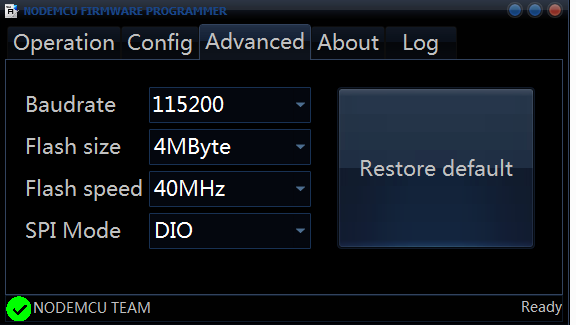 NODEMCU FIRMWARE PROGRAMMER
Operation Config Advanced About Log
Baudrate 115200
Flash size 4MByte
Flash speed 40MHz
SPI Mode DIO
Restore default
NODEMCU TEAM Ready